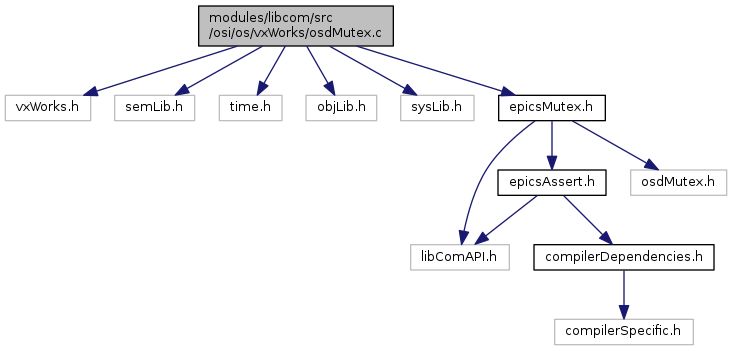 modules/libcom/src
/osi/os/vxWorks/osdMutex.c
vxWorks.h
semLib.h
time.h
objLib.h
sysLib.h
epicsMutex.h
epicsAssert.h
osdMutex.h
libComAPI.h
compilerDependencies.h
compilerSpecific.h